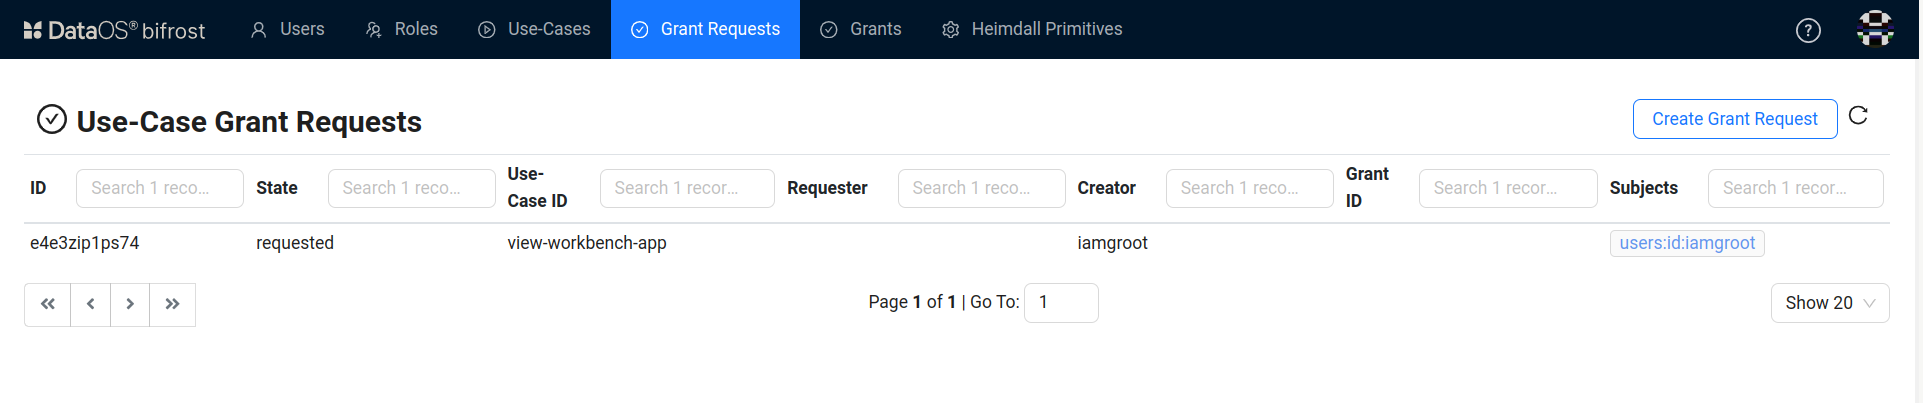 DataOS® bifrost Users Roles Use-Cases Grant Requests Grants Heimdall Primitives ?
Use-Case Grant Requests Create Grant Request
ID Search 1 reco... State Search 1 reco... Use-Case ID Search 1 recor... Requester Search 1 reco... Creator Search 1 reco... Grant ID Search 1 recor... Subjects Search 1 recor...
e4e3zip1ps74 requested view-workbench-app iamgroot users:id:iamgroot
« ‹ › » Page 1 of 1 | Go To: 1 Show 20